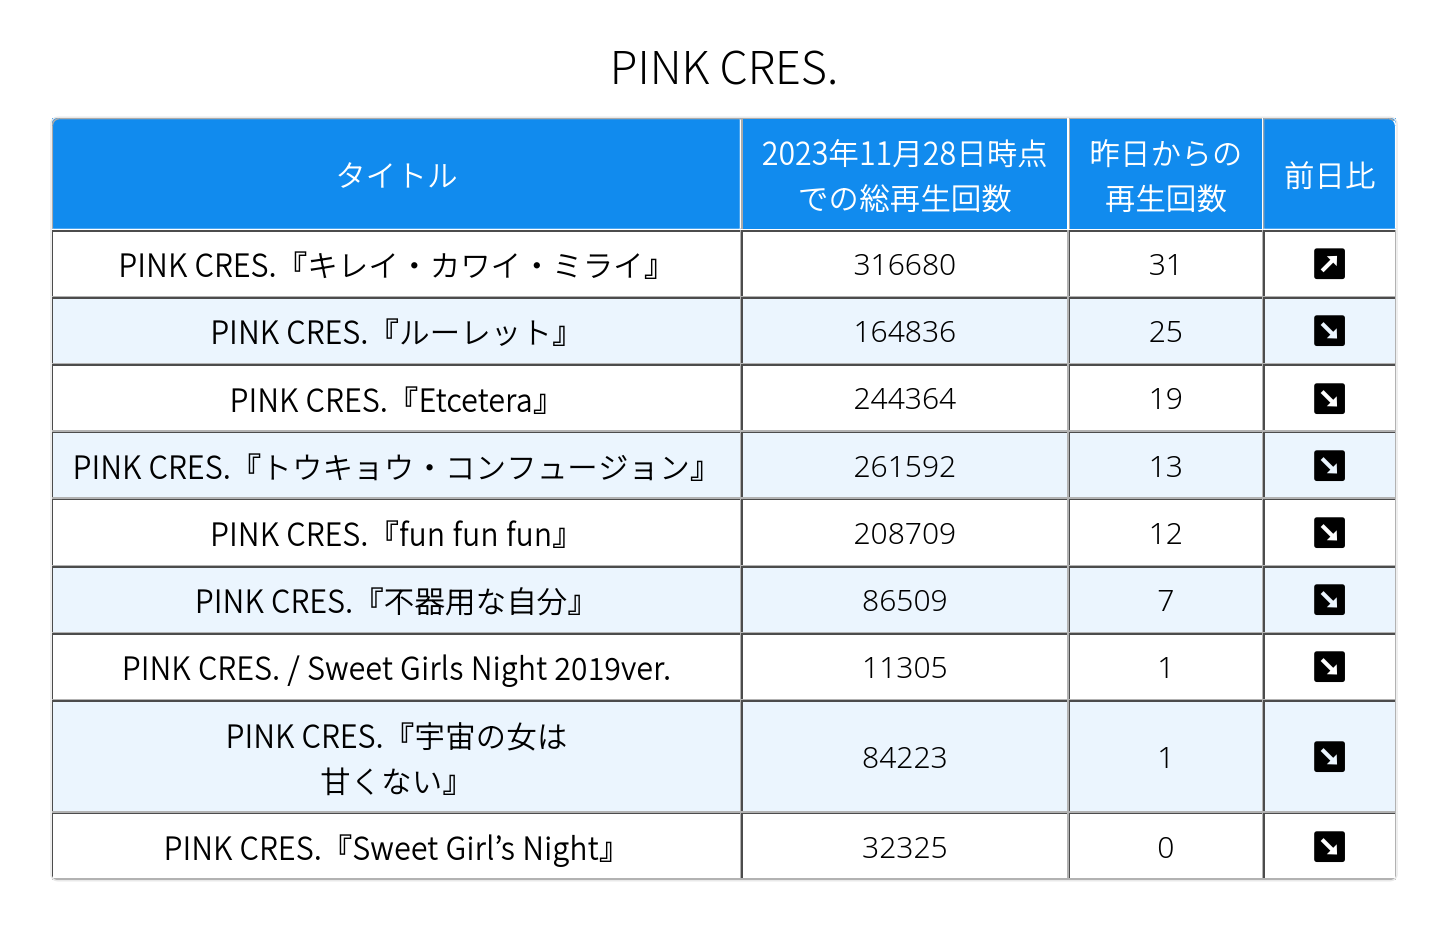 PINK CRES.
タイトル
2023年11月28日時点
での総再生回数
昨日からの
再生回数
前日比
PINK CRES.『キレイ・カワイ・ミライ』 316680 31 ↗
PINK CRES.『ルーレット』 164836 25 ↘
PINK CRES.『Etcetera』 244364 19 ↘
PINK CRES.『トウキョウ・コンフュージョン』 261592 13 ↘
PINK CRES.『fun fun fun』 208709 12 ↘
PINK CRES.『不器用な自分』 86509 7 ↘
PINK CRES. / Sweet Girls Night 2019ver. 11305 1 ↘
PINK CRES.『宇宙の女は
甘くない』 84223 1 ↘
PINK CRES.『Sweet Girl’s Night』 32325 0 ↘